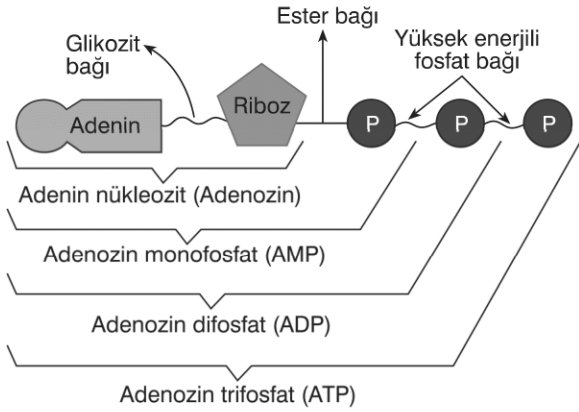 Ester bağı
Glikozit
bağı
Yüksek enerjili
fosfat bağı
Adenin
Riboz
P
P
P
Adenin nükleozit (Adenozin)
Adenozin monofosfat (AMP)
Adenozin difosfat (ADP)
Adenozin trifosfat (ATP)